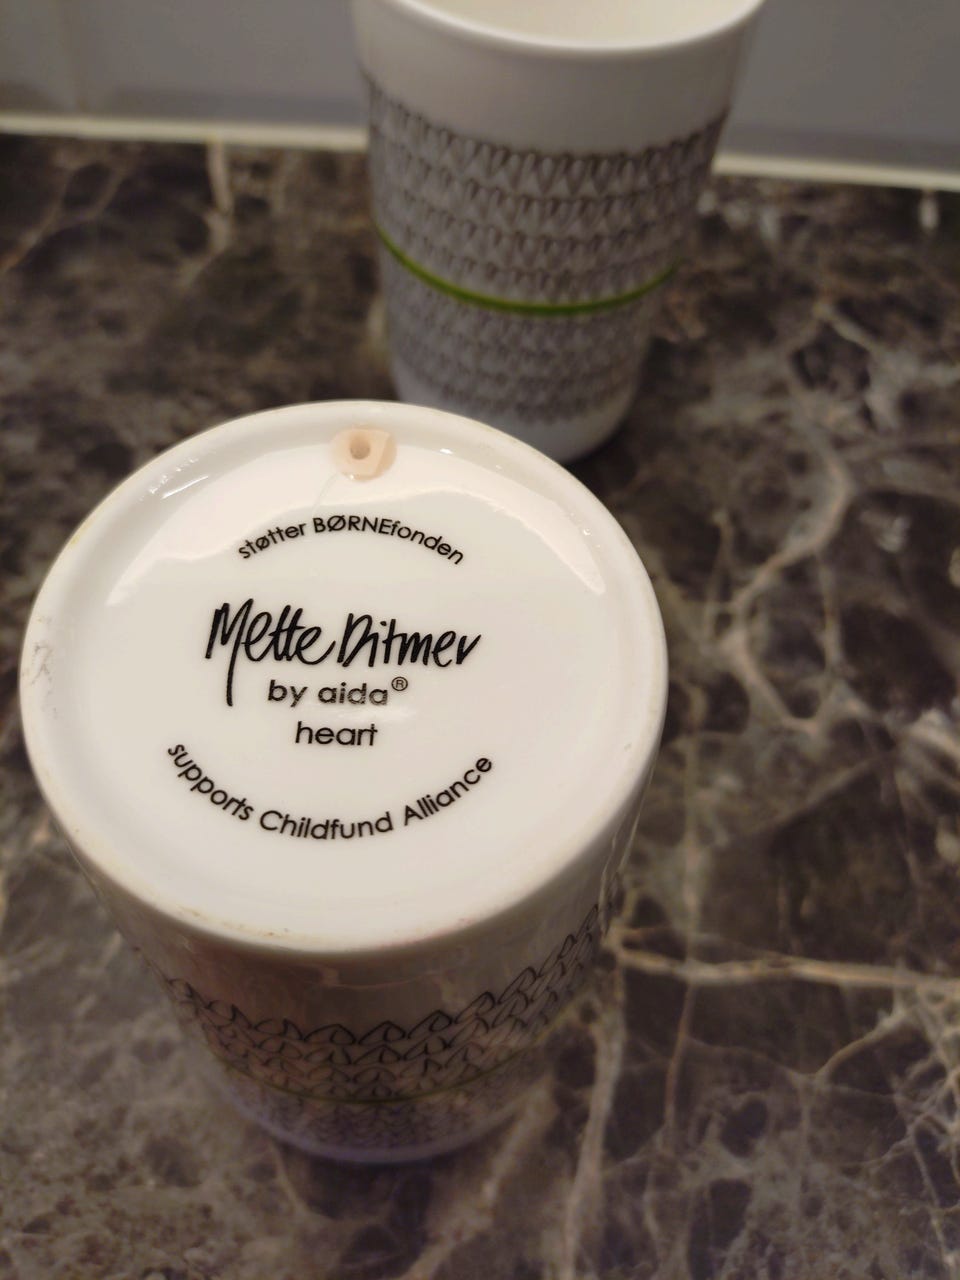 støtter BØRNEfonden
Mette Ditmer
by aida®
heart
supports Childfund Alliance